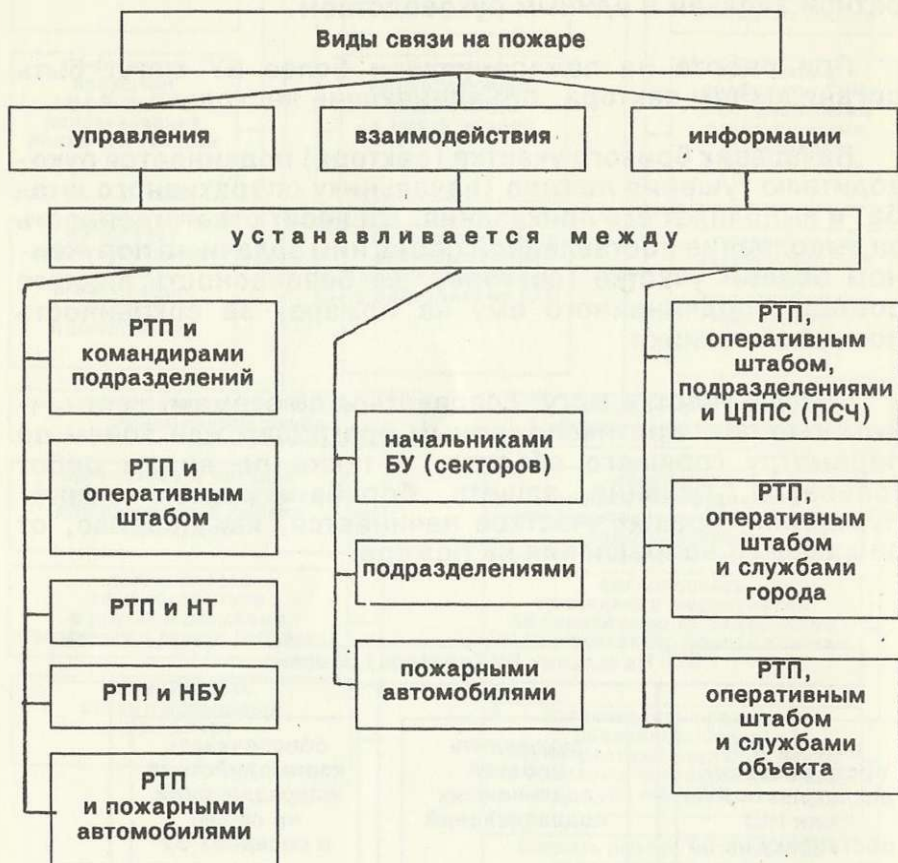 Виды связи на пожаре
управления
взаимодействия
информации
устанавливается между
РТП и
командирами
подразделений
РТП и
оперативным
штабом
РТП и НТ
РТП и НБУ
РТП
и пожарными
автомобилями
начальниками
БУ (секторов)
подразделениями
пожарными
автомобилями
РТП,
оперативным
штабом,
подразделениями
и ЦППС (ПСЧ)
РТП,
оперативным
штабом
и службами
города
РТП,
оперативным
штабом
и службами
объекта